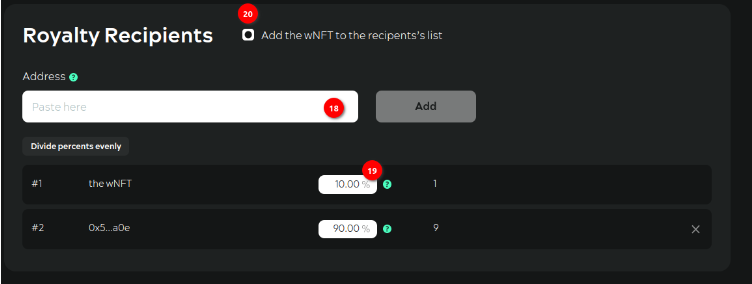 20
Royalty Recipients
Add the wNFT to the recipents's list
Address ?
Paste here 18 Add
Divide percents evenly
19
#1 the wNFT 10.00 % ? 1
#2 0x5...a0e 90.00 % ? 9 ×